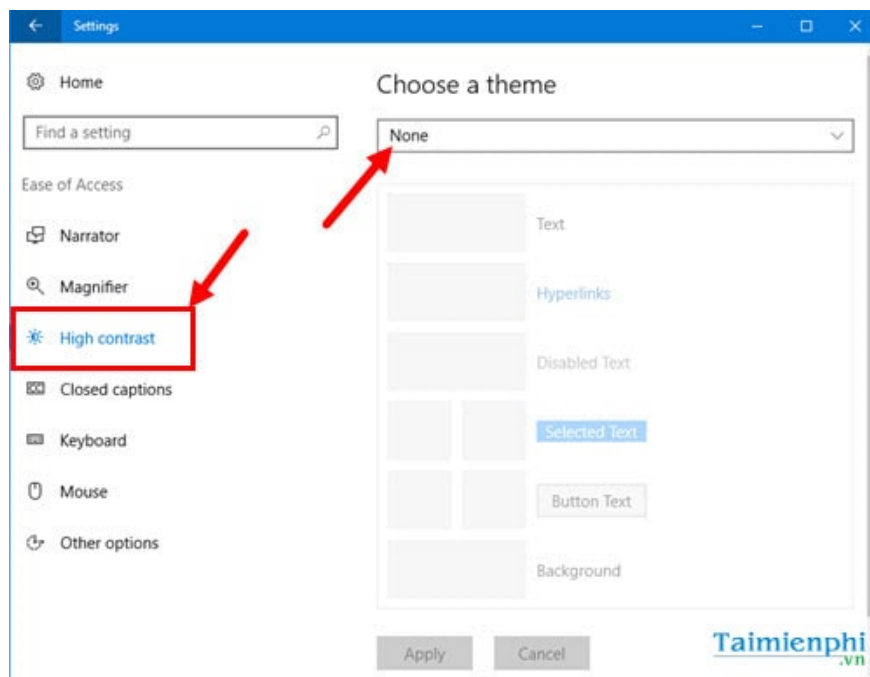 Settings
Home
Find a setting
Ease of Access
Narrator
Magnifier
High contrast
Closed captions
Keyboard
Mouse
Other options
Choose a theme
None
Text
Hyperlinks
Disabled Text
Selected Text
Button Text
Background
Apply
Cancel
Taimienphi
.vn